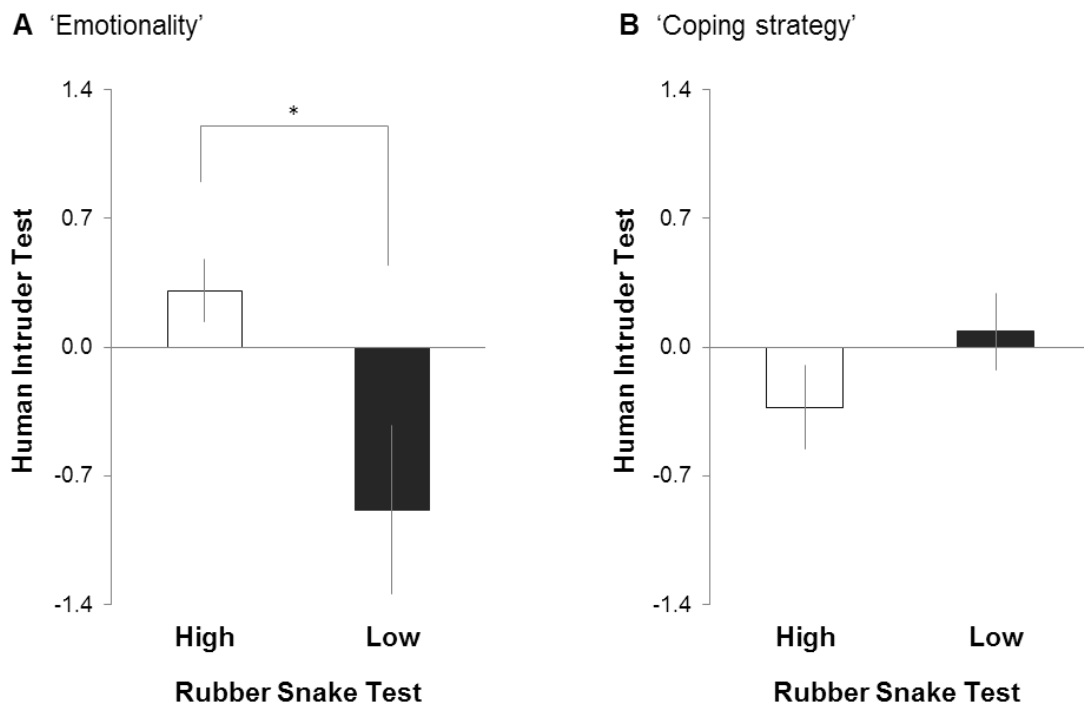 A 'Emotionality'
*
Human Intruder Test
1.4
0.7
0.0
-0.7
-1.4
High Low
Rubber Snake Test
B 'Coping strategy'
Human Intruder Test
1.4
0.7
0.0
-0.7
-1.4
High Low
Rubber Snake Test